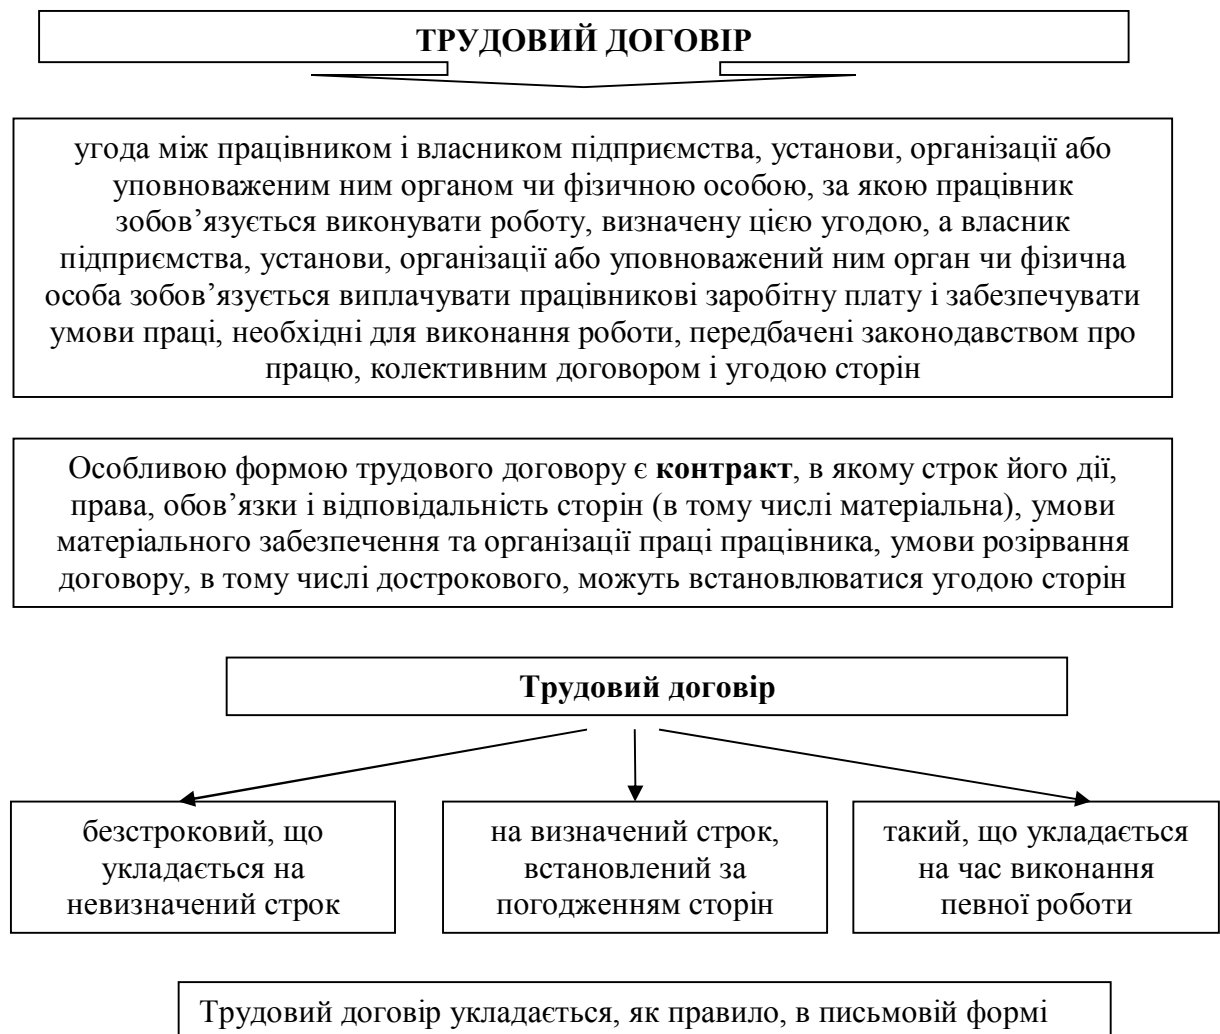 ТРУДОВИЙ ДОГОВІР
угода між працівником і власником підприємства, установи, організації або
уповноваженим ним органом чи фізичною особою, за якою працівник
зобов’язується виконувати роботу, визначену цією угодою, а власник
підприємства, установи, організації або уповноважений ним орган чи фізична
особа зобов’язується виплачувати працівникові заробітну плату і забезпечувати
умови праці, необхідні для виконання роботи, передбачені законодавством про
працю, колективним договором і угодою сторін
Особливою формою трудового договору є контракт, в якому строк його дії,
права, обов’язки і відповідальність сторін (в тому числі матеріальна), умови
матеріального забезпечення та організації праці працівника, умови розірвання
договору, в тому числі дострокового, можуть встановлюватися угодою сторін
Трудовий договір
безстроковий, що
укладається на
невизначений строк
на визначений строк,
встановлений за
погодженням сторін
такий, що укладається
на час виконання
певної роботи
Трудовий договір укладається, як правило, в письмовій формі